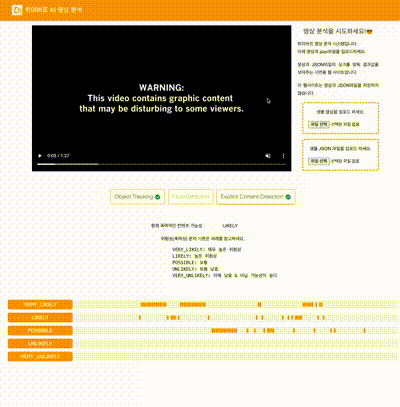 하이버프 AI 영상 분석
WARNING:
This video contains graphic content
that may be disturbing to some viewers.
0:05 / 1:27
영상 분석을 시도하세요!😎
하이버프 영상 분석 시스템입니다.
아래 영상과 json파일을 업로드하세요.
영상과 JSON파일의 싱크를 맞춰 결과값을
보여주는 시연용 웹 사이트입니다.
이 웹사이트는 영상과 JSON파일을 저장하지
않습니다.
샘플 영상을 업로드 하세요.
파일 선택 선택된 파일 없음
샘플 JSON 파일을 업로드 하세요.
파일 선택 선택된 파일 없음
Object Tracking
Face Detection
Explicit Content Detection
현재 폭력적인 컨텐츠 가능성 : LIKELY
위험성(폭력성) 분석 기준은 아래를 참고하세요.
VERY_LIKELY: 매우 높은 위험성
LIKELY: 높은 위험성
POSSIBLE: 보통
UNLIKELY: 보통 낮음
VERY_UNLIKELY: 아예 낮음 & 아닐 가능성이 높다
VERY_LIKELY
LIKELY
POSSIBLE
UNLIKELY
VERY_UNLIKELY